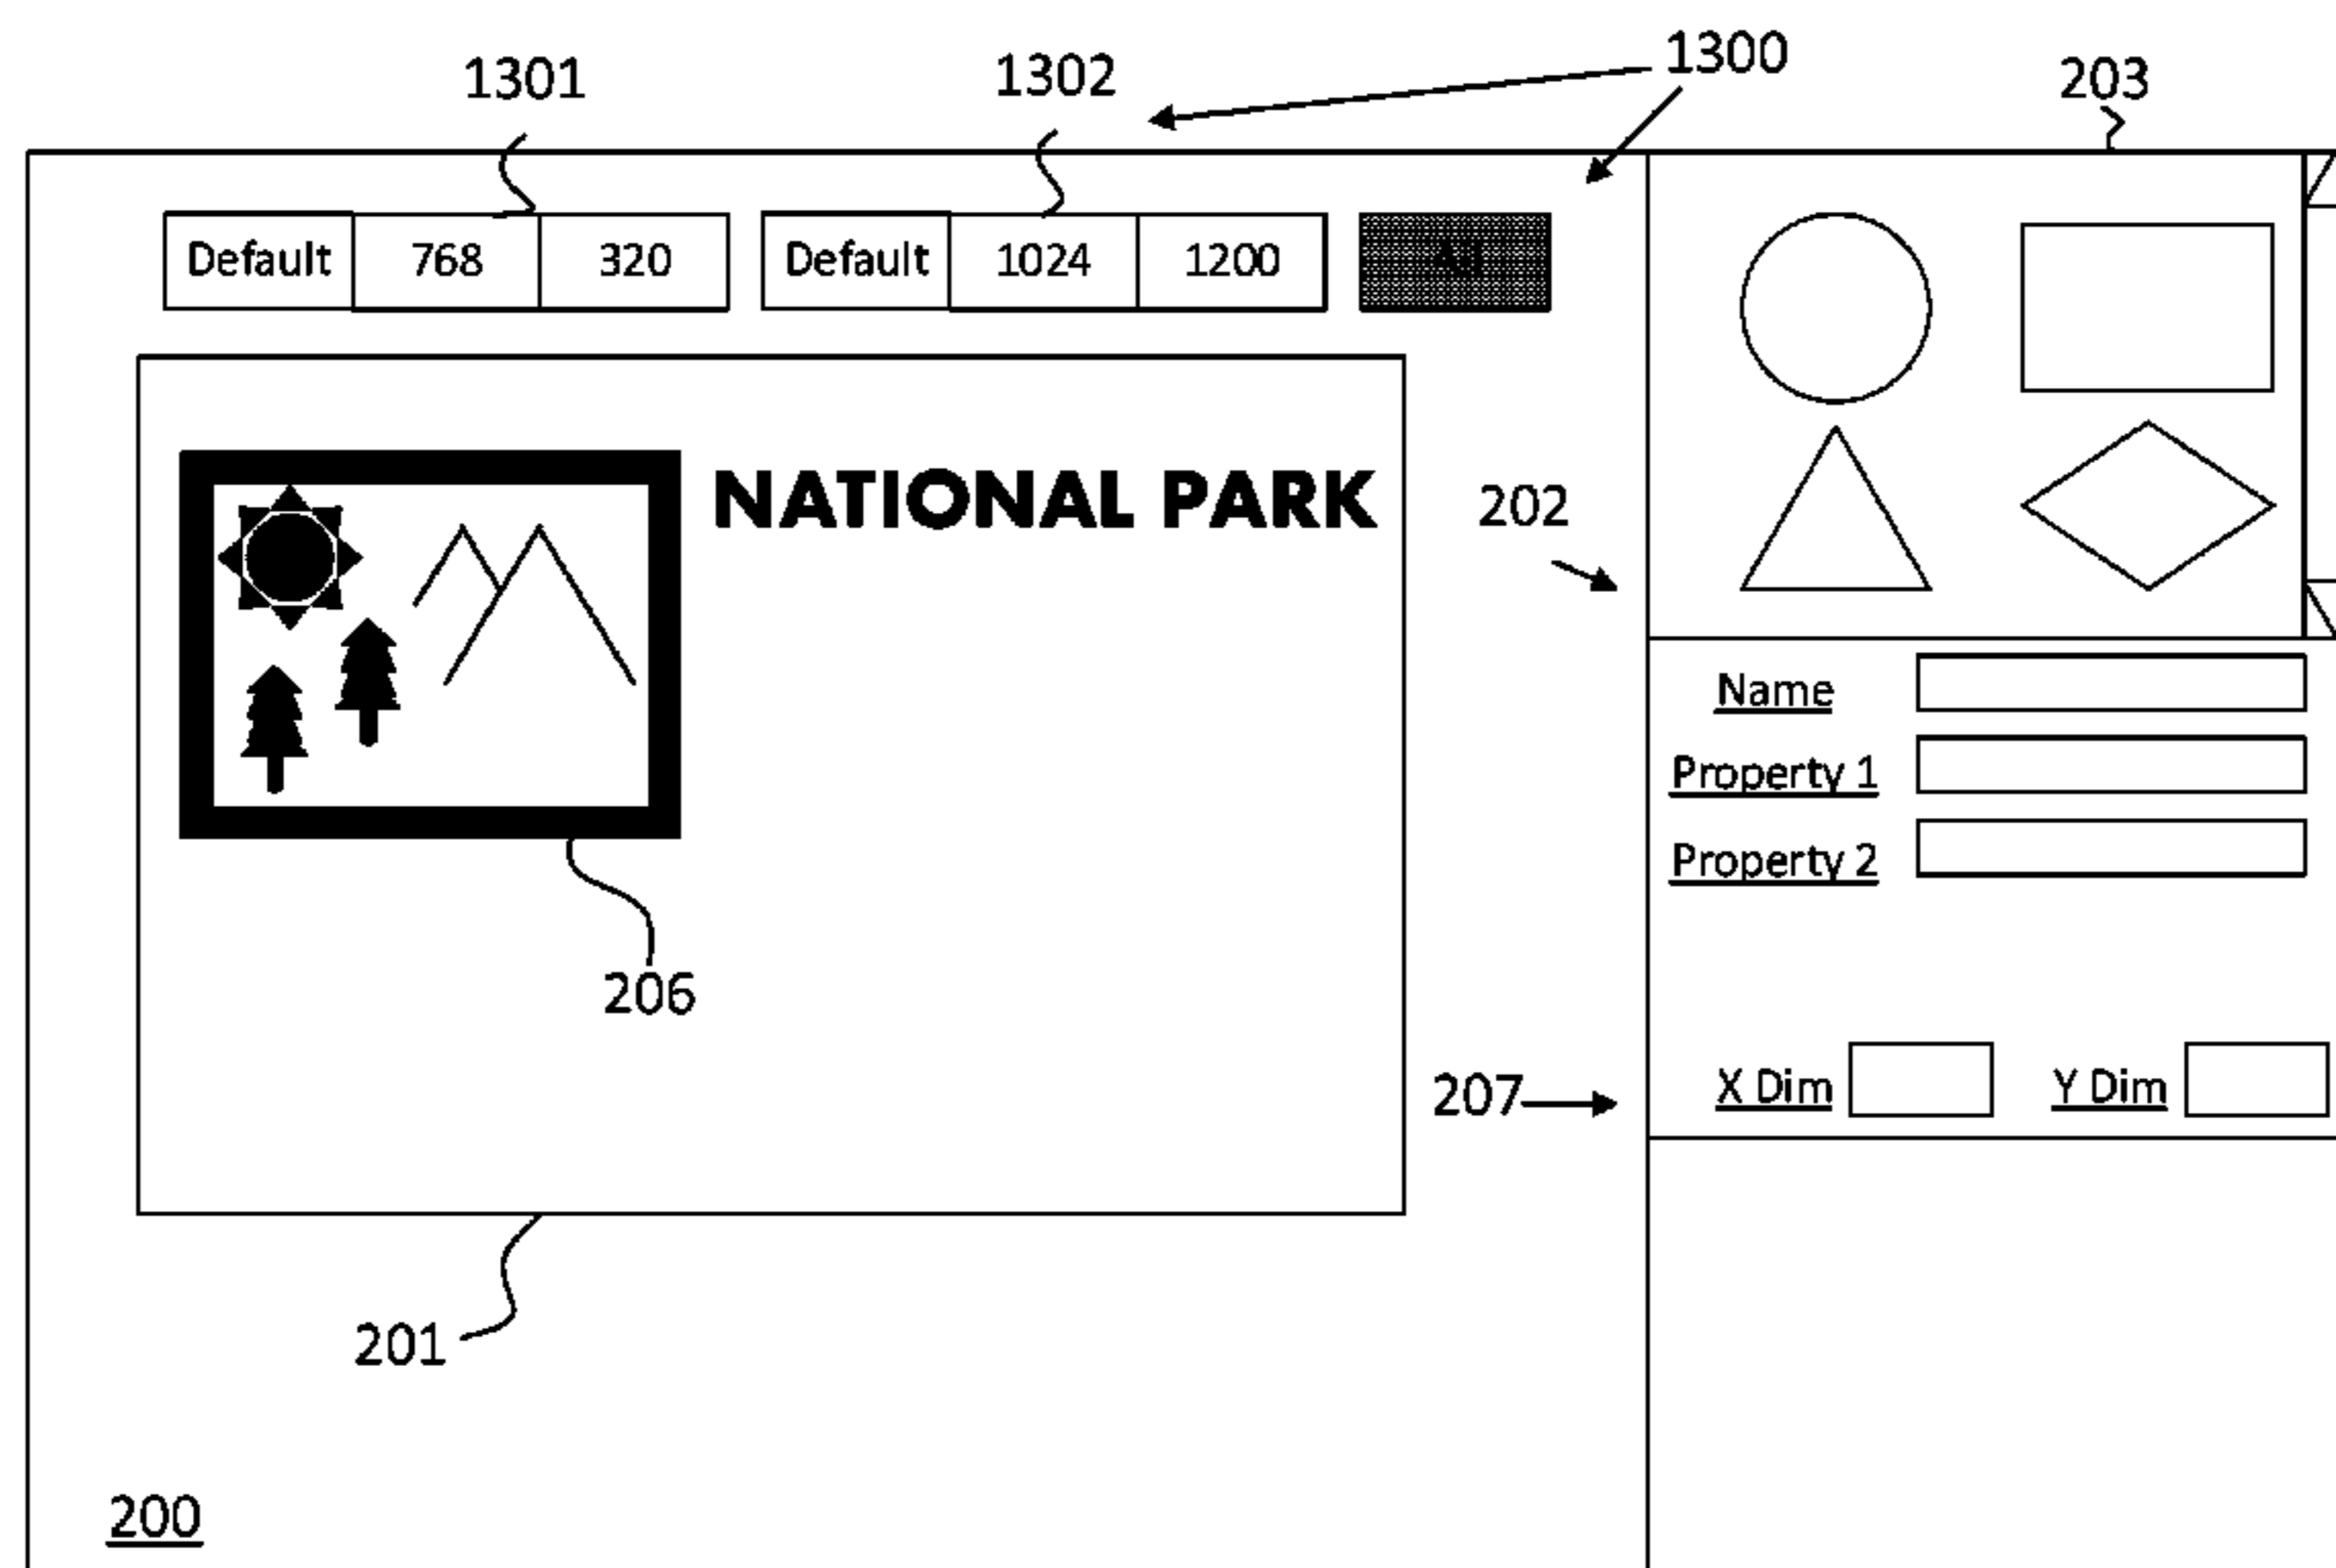 1300
1301
1302
203
Default 768 320 Default 1024 1200 All
NATIONAL PARK
202
Name
Property 1
Property 2
206
X Dim Y Dim
207
201
200